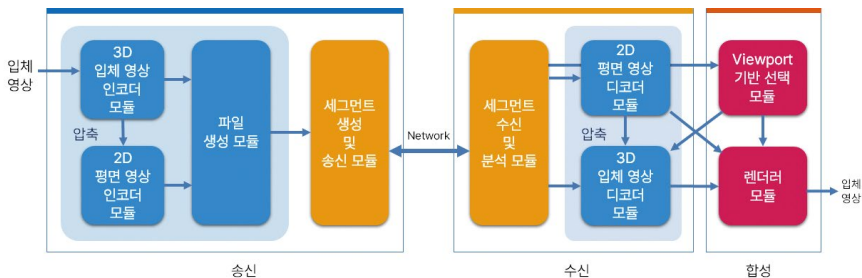 입체
영상
3D
입체 영상
인코더
모듈
압축
2D
평면 영상
인코더
모듈
파일
생성 모듈
세그먼트
생성
및
송신 모듈
Network
세그먼트
수신
및
분석 모듈
2D
평면 영상
디코더
모듈
압축
3D
입체 영상
디코더
모듈
Viewport
기반 선택
모듈
렌더러
모듈
입체
영상
송신
수신
합성